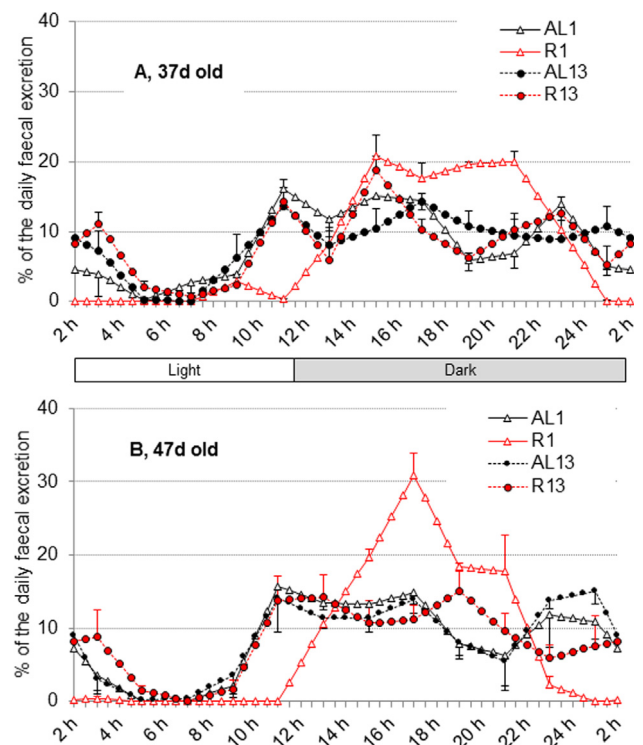 40
30
20
10
0
% of the daily faecal excretion
A, 37d old
AL1
R1
AL13
R13
2 h 4 h 6 h 8 h 10 h 12 h 14 h 16 h 18 h 20 h 22 h 24 h 2 h
Light Dark
40
30
20
10
0
% of the daily faecal excretion
B, 47d old
AL1
R1
AL13
R13
2 h 4 h 6 h 8 h 10 h 12 h 14 h 16 h 18 h 20 h 22 h 24 h 2 h